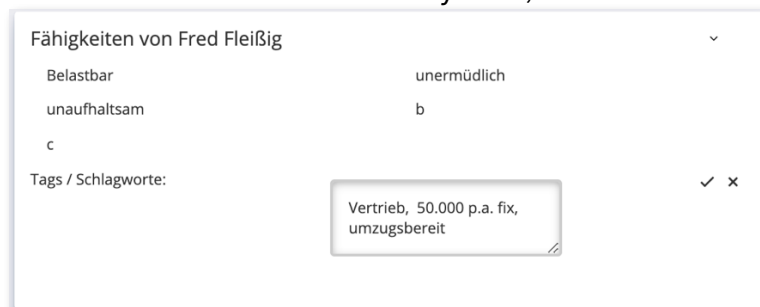 Fähigkeiten von Fred Fleißig
Belastbar unermüdlich
unaufhaltsam b
c
Tags / Schlagworte:
Vertrieb, 50.000 p.a. fix,
umzugsbereit